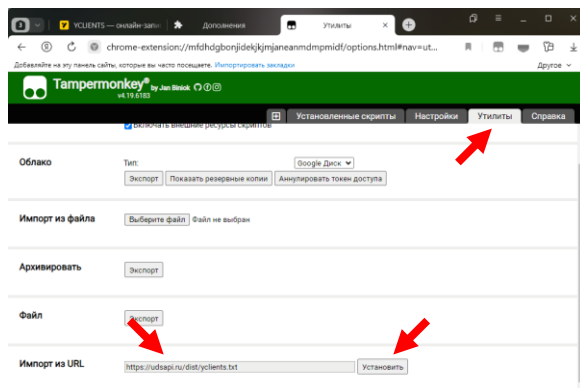 3
YCLIENTS — онлайн-запи
Дополнения
Утилиты
chrome-extension://mfdhdgbonjidekjkjmjaneanmdmpmidf/options.html#nav=ut...
Добавляйте на эту панель сайты, которые вы часто посещаете. Импортировать закладки
Другое
Tampermonkey® by Jan Biniok
v4.19.6183
Установленные скрипты
Настройки
Утилиты
Справка
Включать внешние ресурсы скриптов
Облако
Тип:
Google Диск
Экспорт
Показать резервные копии
Аннулировать токен доступа
Импорт из файла
Выберите файл Файл не выбран
Архивировать
Экспорт
Файл
Экспорт
Импорт из URL
https://udsapi.ru/dist/yclients.txt
Установить